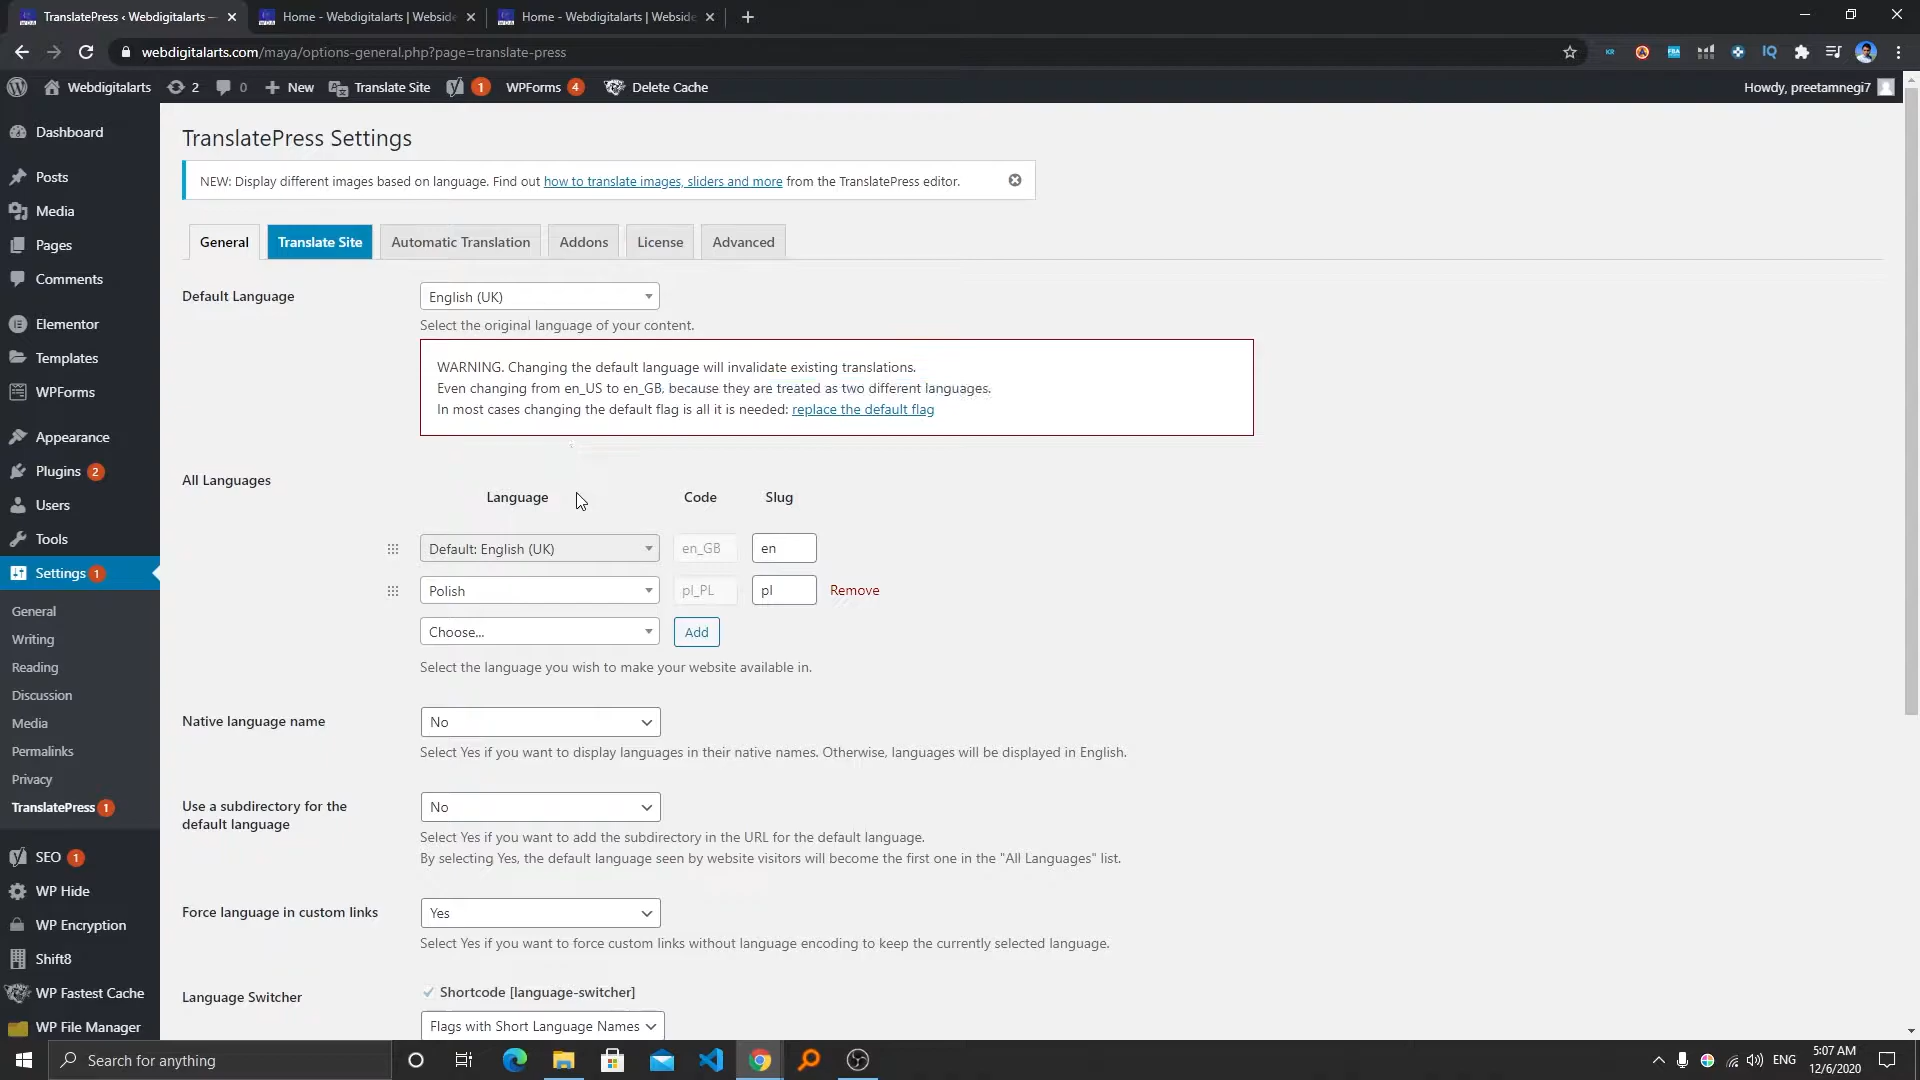 TranslatePress ‹ Webdigitalarts —
Home - Webdigitalarts | Webside
Home - Webdigitalarts | Webside
webdigitalarts.com/maya/options-general.php?page=translate-press
Webdigitalarts
2
0
New
Translate Site
1
WPForms 4
Delete Cache
Howdy, preetamnegi7
Dashboard
Posts
Media
Pages
Comments
Elementor
Templates
WPForms
Appearance
Plugins 2
Users
Tools
Settings 1
General
Writing
Reading
Discussion
Media
Permalinks
Privacy
TranslatePress 1
SEO 1
WP Hide
WP Encryption
Shift8
WP Fastest Cache
WP File Manager
TranslatePress Settings
NEW: Display different images based on language. Find out how to translate images, sliders and more from the TranslatePress editor.
General
Translate Site
Automatic Translation
Addons
License
Advanced
Default Language
English (UK)
Select the original language of your content.
WARNING. Changing the default language will invalidate existing translations.
Even changing from en_US to en_GB, because they are treated as two different languages.
In most cases changing the default flag is all it is needed: replace the default flag
All Languages
Language Code Slug
Default: English (UK) en_GB en
Polish pl_PL pl Remove
Choose... Add
Select the language you wish to make your website available in.
Native language name
No
Select Yes if you want to display languages in their native names. Otherwise, languages will be displayed in English.
Use a subdirectory for the
default language
No
Select Yes if you want to add the subdirectory in the URL for the default language.
By selecting Yes, the default language seen by website visitors will become the first one in the "All Languages" list.
Force language in custom links
Yes
Select Yes if you want to force custom links without language encoding to keep the currently selected language.
Language Switcher
Shortcode [language-switcher]
Flags with Short Language Names
Search for anything
ENG
5:07 AM
12/6/2020